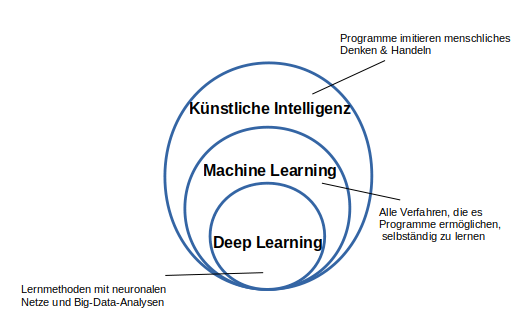 Programme imitieren menschliches
Denken & Handeln
Künstliche Intelligenz
Machine Learning
Alle Verfahren, die es
Programme ermöglichen,
selbständig zu lernen
Deep Learning
Lernmethoden mit neuronalen
Netze und Big-Data-Analysen